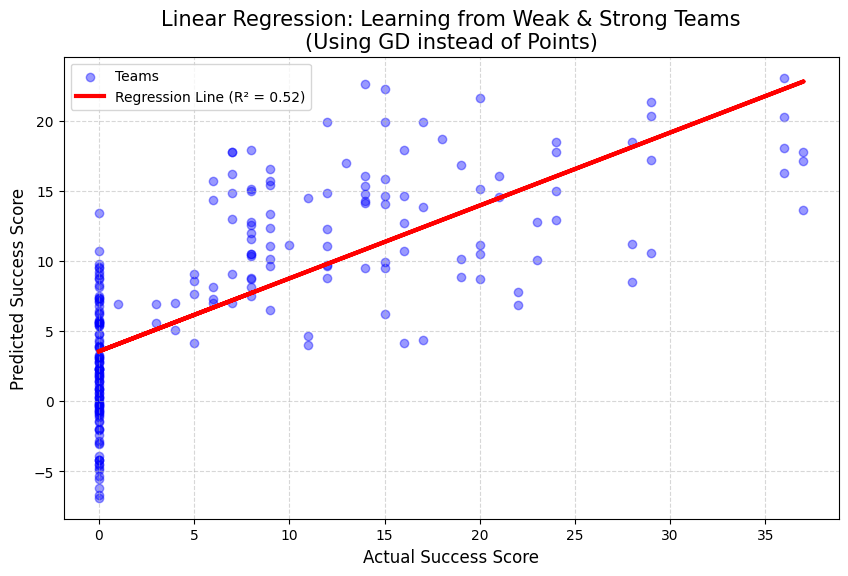 Linear Regression: Learning from Weak & Strong Teams
(Using GD instead of Points)
Teams
Regression Line (R² = 0.52)
Predicted Success Score
20
15
10
5
0
−5
0 5 10 15 20 25 30 35
Actual Success Score